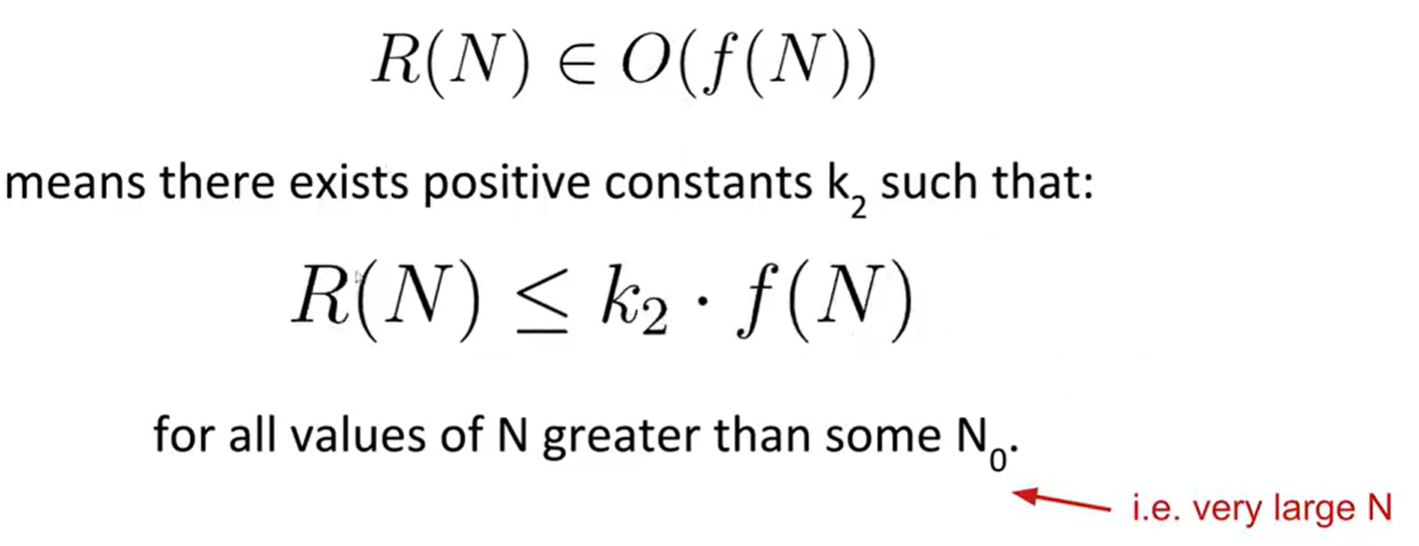 R(N) ∈ O(f(N))
means there exists positive constants k₂ such that:
R(N) ≤ k₂ · f(N)
for all values of N greater than some N₀.
i.e. very large N